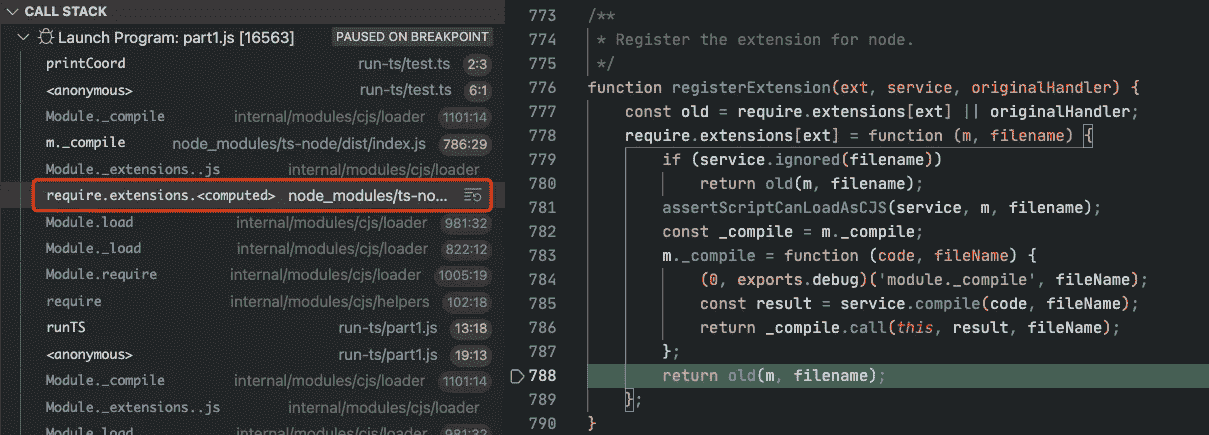 CALL STACK
Launch Program: part1.js [16563] PAUSED ON BREAKPOINT
printCoord run-ts/test.ts 2:3
<anonymous> run-ts/test.ts 6:1
Module._compile internal/modules/cjs/loader 1101:14
m._compile node_modules/ts-node/dist/index.js 786:29
Module._extensions..js internal/modules/cjs/loader
require.extensions.<computed> node_modules/ts-no...
Module.load internal/modules/cjs/loader 981:32
Module._load internal/modules/cjs/loader 822:12
Module.require internal/modules/cjs/loader 1005:19
require internal/modules/cjs/helpers 102:18
runTS run-ts/part1.js 13:18
<anonymous> run-ts/part1.js 19:13
Module._compile internal/modules/cjs/loader 1101:14
Module._extensions..js internal/modules/cjs/loader
Module.load internal/modules/cjs/loader 981:32
773 /**
774 * Register the extension for node.
775 */
776 function registerExtension(ext, service, originalHandler) {
777 const old = require.extensions[ext] || originalHandler;
778 require.extensions[ext] = function (m, filename) {
779 if (service.ignored(filename))
780 return old(m, filename);
781 assertScriptCanLoadAsCJS(service, m, filename);
782 const _compile = m._compile;
783 m._compile = function (code, fileName) {
784 (0, exports.debug)('module._compile', fileName);
785 const result = service.compile(code, fileName);
786 return _compile.call(this, result, fileName);
787 };
788 return old(m, filename);
789 };
790 }